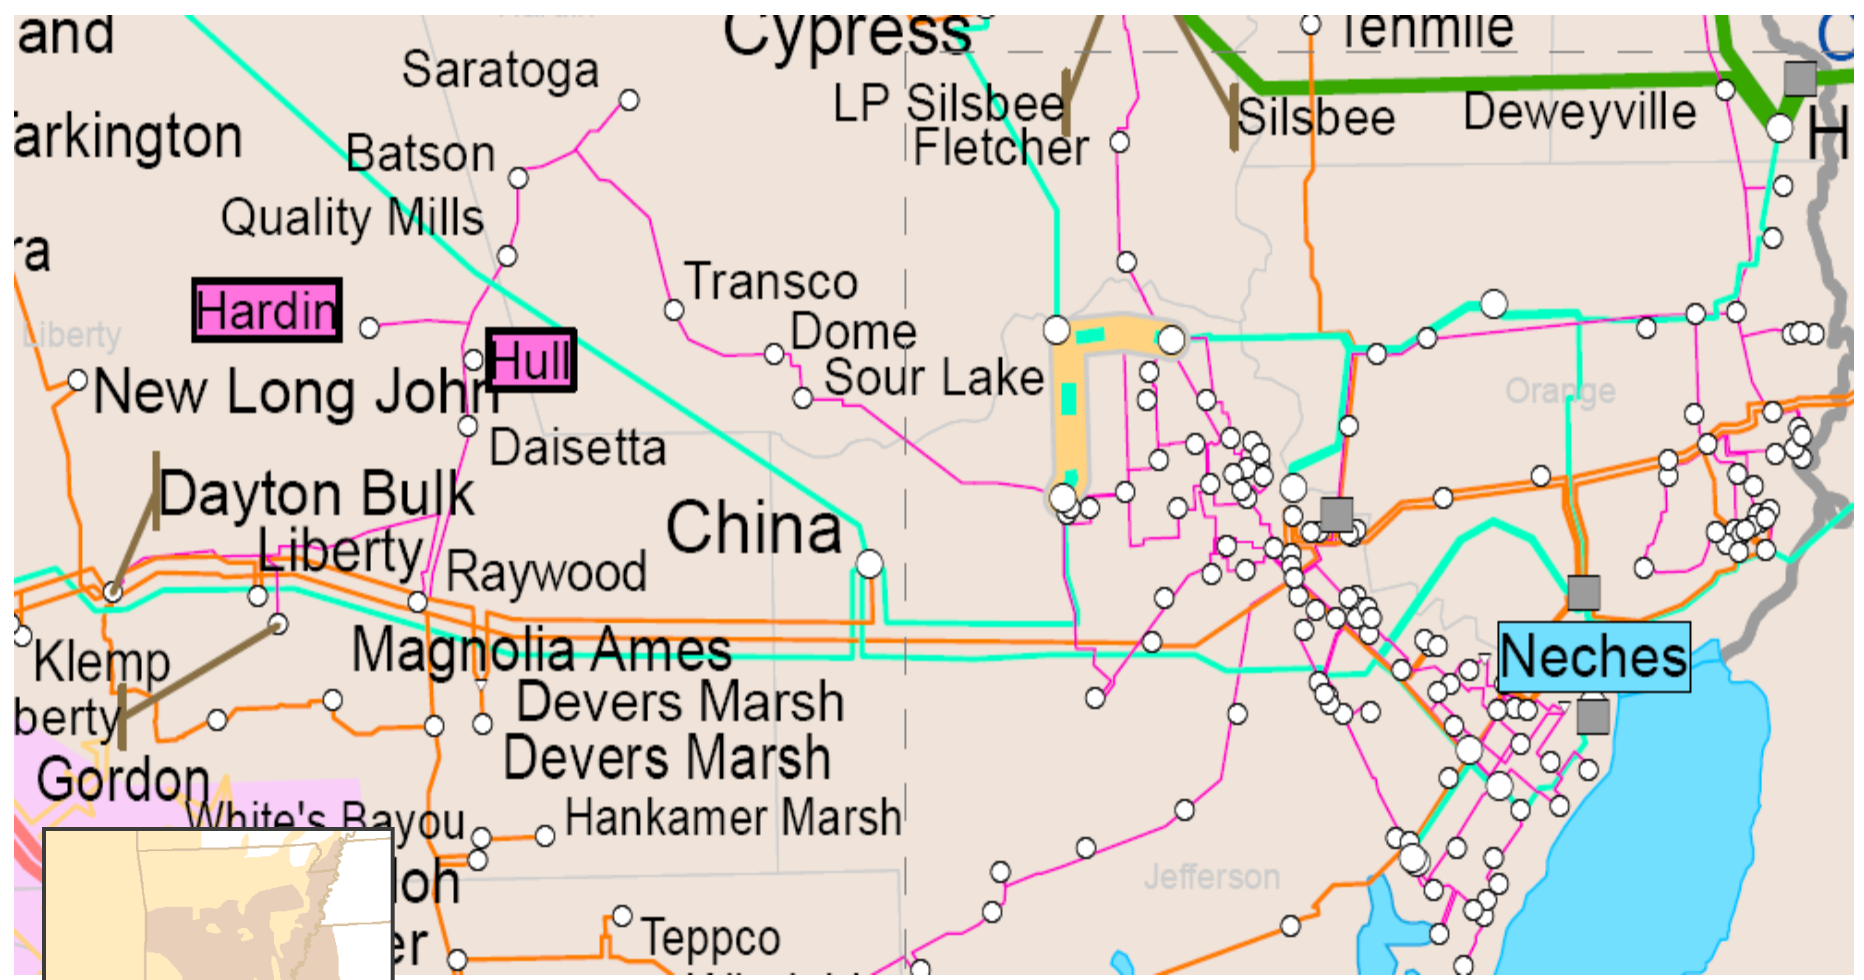 and
Cypress
Tenmile
Saratoga
LP Silsbee
Silsbee
Deweyville
arkington
Batson
Fletcher
H
Quality Mills
ra
Transco
Hardin
Liberty
Dome
Hull
Sour Lake
New Long John
Orange
Daisetta
Dayton Bulk
China
Liberty
Raywood
Klemp
Magnolia Ames
Neches
berty
Devers Marsh
Devers Marsh
Gordon
White's Bayou
Hankamer Marsh
Jefferson
loh
er
Teppco